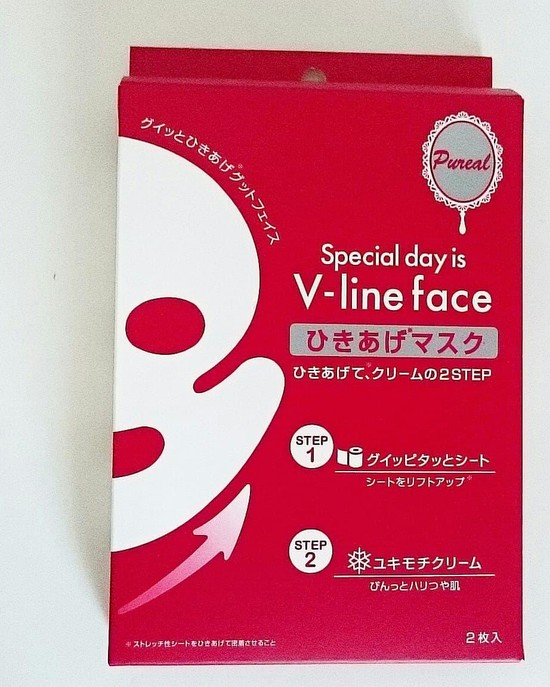 グイッとひきあげ※グットフェイス
Pureal
Special day is
V-line face
ひきあげ※マスク
ひきあげて※、クリームの2STEP
STEP
1
グイッピタッとシート
シートをリフトアップ※
STEP
2
ユキモチクリーム
ぴんっとハリつや肌
※ストレッチ性シートをひきあげて密着させること
2枚入